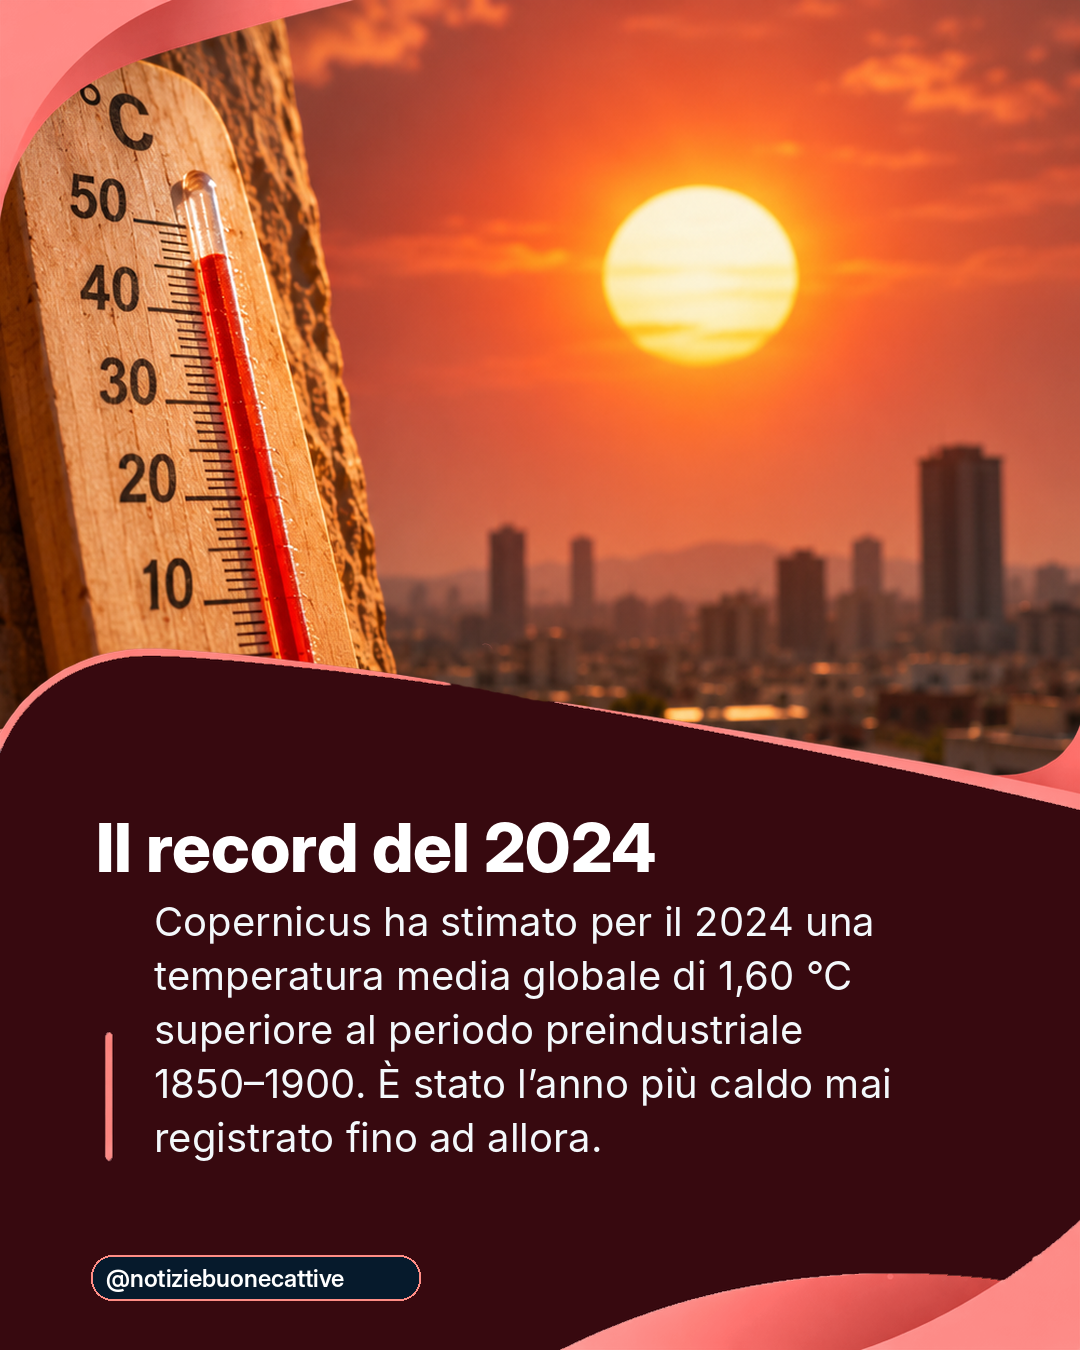 °C
50
40
30
20
10
Il record del 2024
Copernicus ha stimato per il 2024 una
temperatura media globale di 1,60 °C
superiore al periodo preindustriale
1850–1900. È stato l’anno più caldo mai
registrato fino ad allora.
@notiziebuonecattive